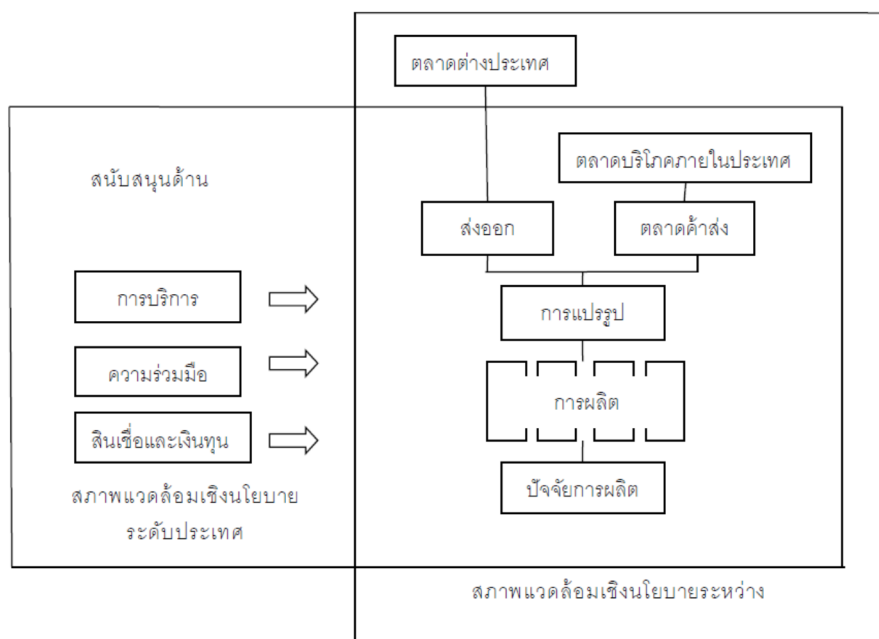 ตลาดต่างประเทศ
ตลาดบริโภคภายในประเทศ
สนับสนุนด้าน
ส่งออก
ตลาดค้าส่ง
การบริการ
การแปรรูป
ความร่วมมือ
การผลิต
สินเชื่อและเงินทุน
ปัจจัยการผลิต
สภาพแวดล้อมเชิงนโยบาย
ระดับประเทศ
สภาพแวดล้อมเชิงนโยบายระหว่าง